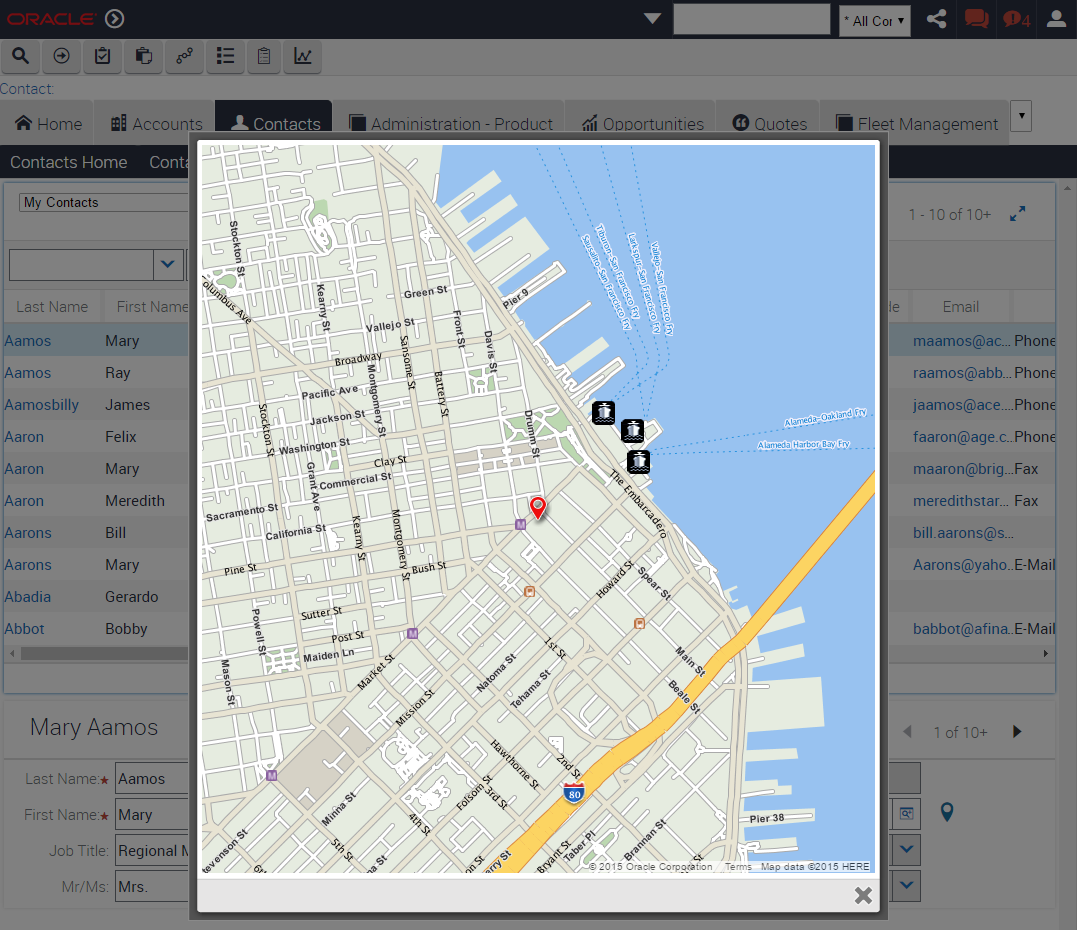 ORACLE
* All Cor
4
Contact:
Home
Accounts
Contacts
Administration - Product
Opportunities
Quotes
Fleet Management
Contacts Home
My Contacts
1 - 10 of 10+
Last Name
First Name
Email
Aamos Mary maamos@ac... Phone
Aamos Ray raamos@abb... Phone
Aamosbilly James jaamos@ace.... Phone
Aaron Felix faaron@age.c... Phone
Aaron Mary maaron@brig... Fax
Aaron Meredith meredithstar... Fax
Aarons Bill bill.aarons@s...
Aarons Mary Aarons@yaho... E-Mail
Abadia Gerardo
Abbot Bobby babbot@afina... E-Mail
Mary Aamos
1 of 10+
Last Name:★ Aamos
First Name:★ Mary
Job Title: Regional M
Mr/Ms: Mrs.
Stockton St
Columbus Ave
Kearny St
Green St
Pier 9
Vallejo St
Front St
Davis St
Broadway
Sansome St
Battery St
Pacific Ave
Montgomery St
Jackson St
Stockton St
Washington St
Drumm St
Clay St
Grant Ave
Commercial St
Sacramento St
California St
Kearny St
Montgomery St
The Embarcadero
Pine St
Bush St
Howard St
Spear St
Sutter St
Powell St
Post St
Maiden Ln
1st St
Mason St
Market St
Natoma St
Main St
Tehama St
Beale St
Mission St
Hawthorne St
2nd St
Folsom St
3rd St
80
Minna St
4th St
Pier 38
Stevenson St
5th St
Taber Pl
Brannan St
Bryant St
Tiburon-San Francisco Fry
Sausalito-San Francisco Fry
Larkspur-San Francisco Fry
Vallejo-San Francisco Fry
Alameda-Oakland Fry
Alameda Harbor Bay Fry
M
M
M
© 2015 Oracle Corporation Terms Map data ©2015 HERE